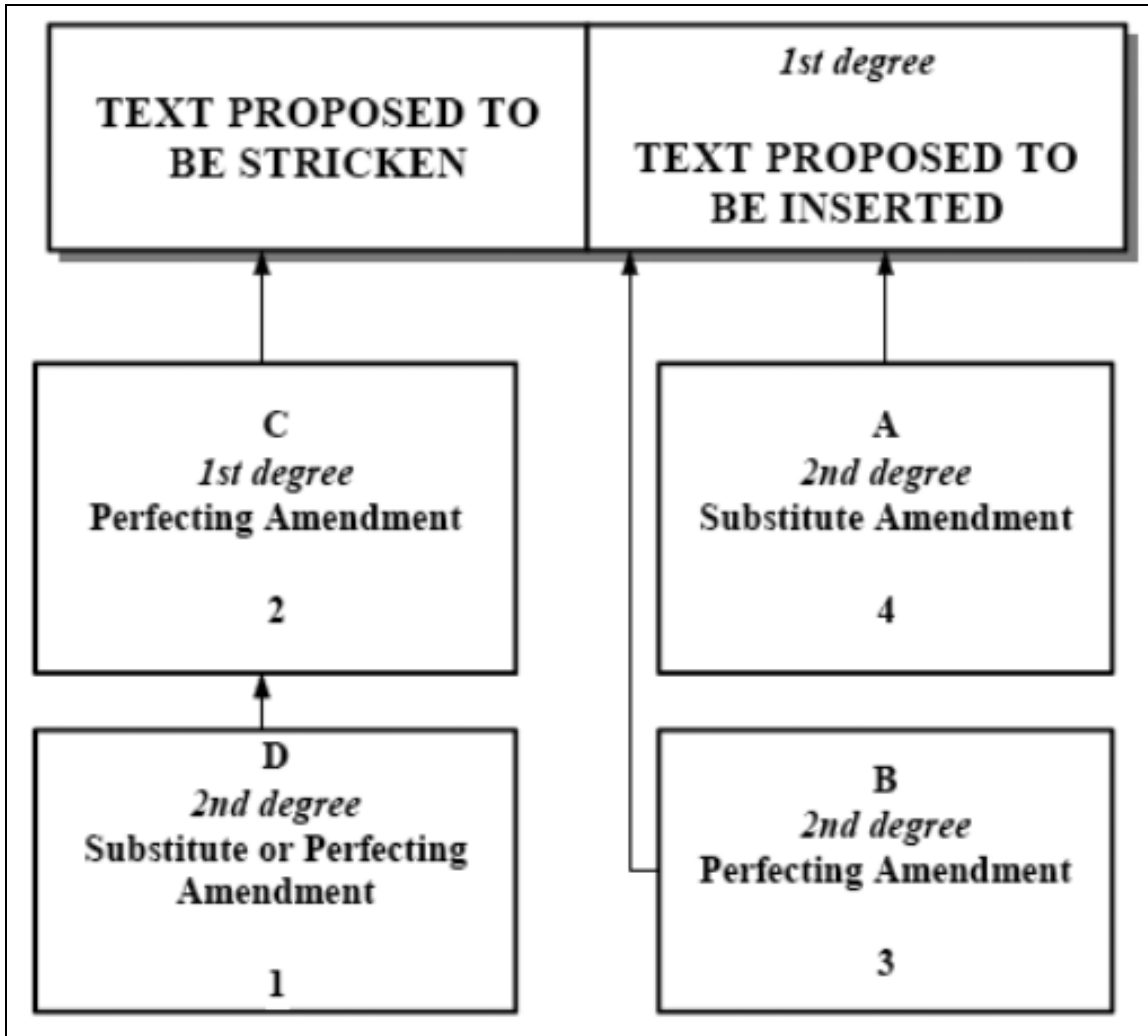 TEXT PROPOSED TO
BE STRICKEN
1st degree
TEXT PROPOSED TO
BE INSERTED
C
1st degree
Perfecting Amendment
2
A
2nd degree
Substitute Amendment
4
D
2nd degree
Substitute or Perfecting
Amendment
1
B
2nd degree
Perfecting Amendment
3